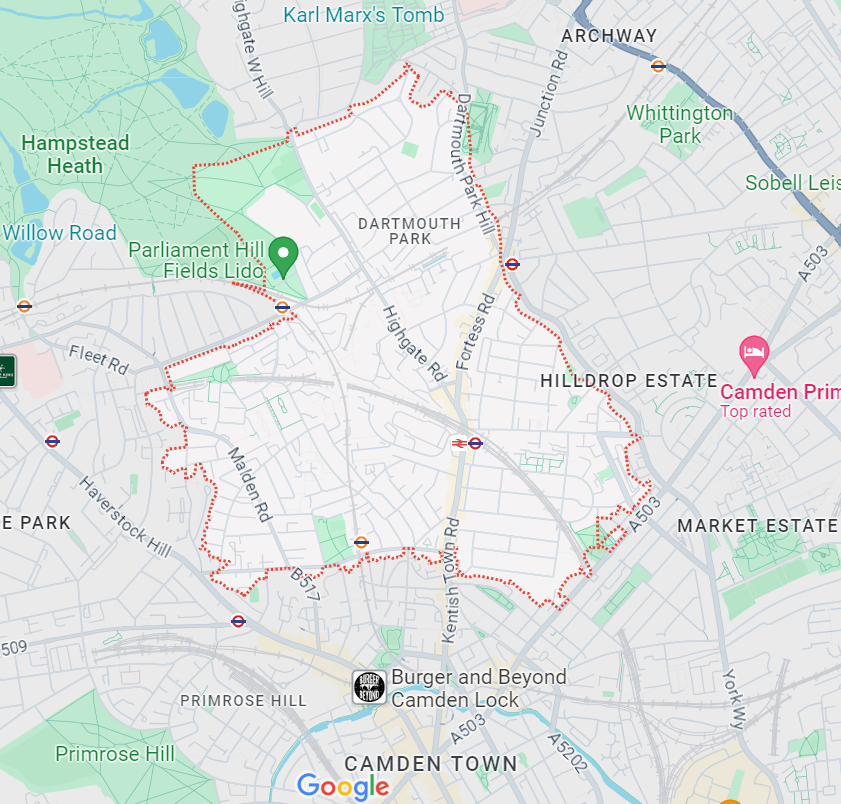 Karl Marx's Tomb
Highgate W Hill
ARCHWAY
Junction Rd
Dartmouth Park Hill
Whittington
Park
Hampstead
Heath
Sobell Leis
DARTMOUTH
PARK
Willow Road
Parliament Hill
Fields Lido
A503
Highgate Rd
Fortess Rd
Fleet Rd
HILLDROP ESTATE
Camden Prim
Top rated
Malden Rd
Haverstock Hill
E PARK
A503
MARKET ESTATE
Kentish Town Rd
B517
509
Burger and Beyond
Camden Lock
BURGER
BEYOND
PRIMROSE HILL
York Wy
A503
A5202
Primrose Hill
CAMDEN TOWN
Google